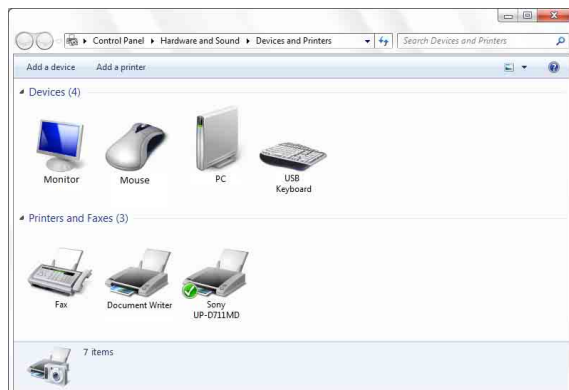 Control Panel ▸ Hardware and Sound ▸ Devices and Printers
Search Devices and Printers
Add a device Add a printer
Devices (4)
Monitor
Mouse
PC
USB
Keyboard
Printers and Faxes (3)
Fax
Document Writer
Sony
UP-D711MD
7 items